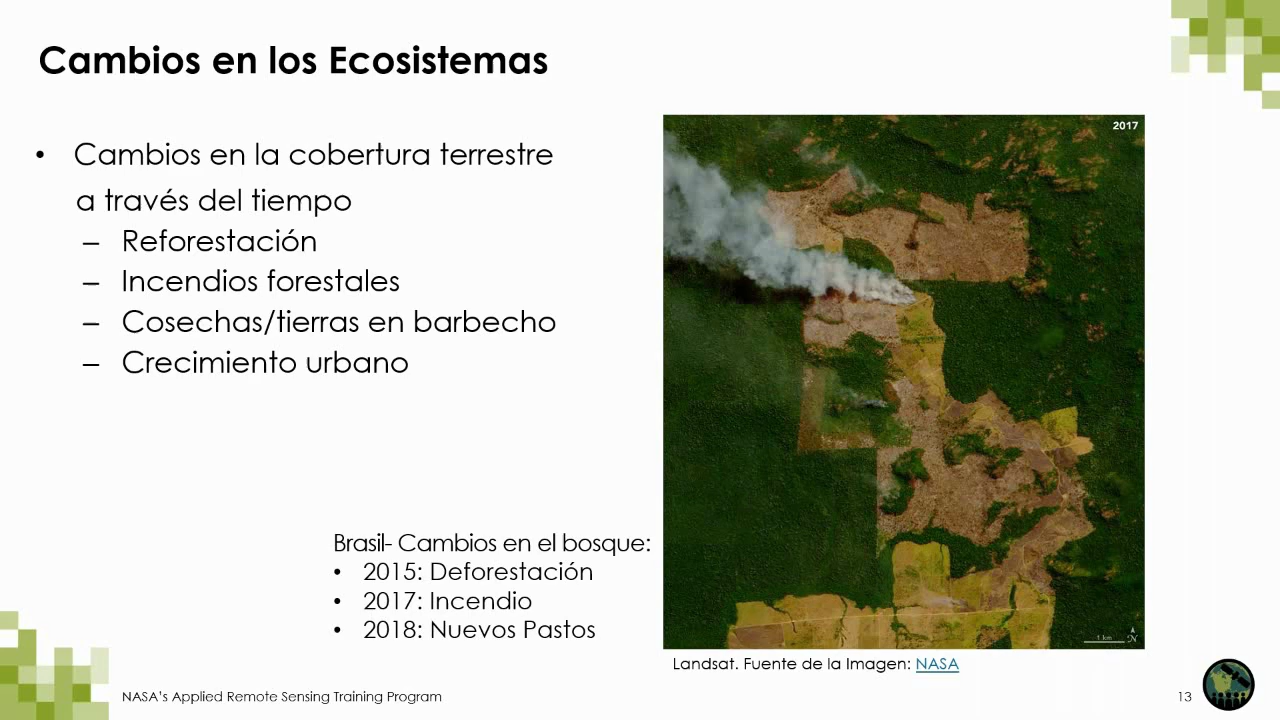 Cambios en los Ecosistemas
• Cambios en la cobertura terrestre
a través del tiempo
– Reforestación
– Incendios forestales
– Cosechas/tierras en barbecho
– Crecimiento urbano
2017
Brasil- Cambios en el bosque:
• 2015: Deforestación
• 2017: Incendio
• 2018: Nuevos Pastos
1 km
N
Landsat. Fuente de la Imagen: NASA
NASA's Applied Remote Sensing Training Program
13